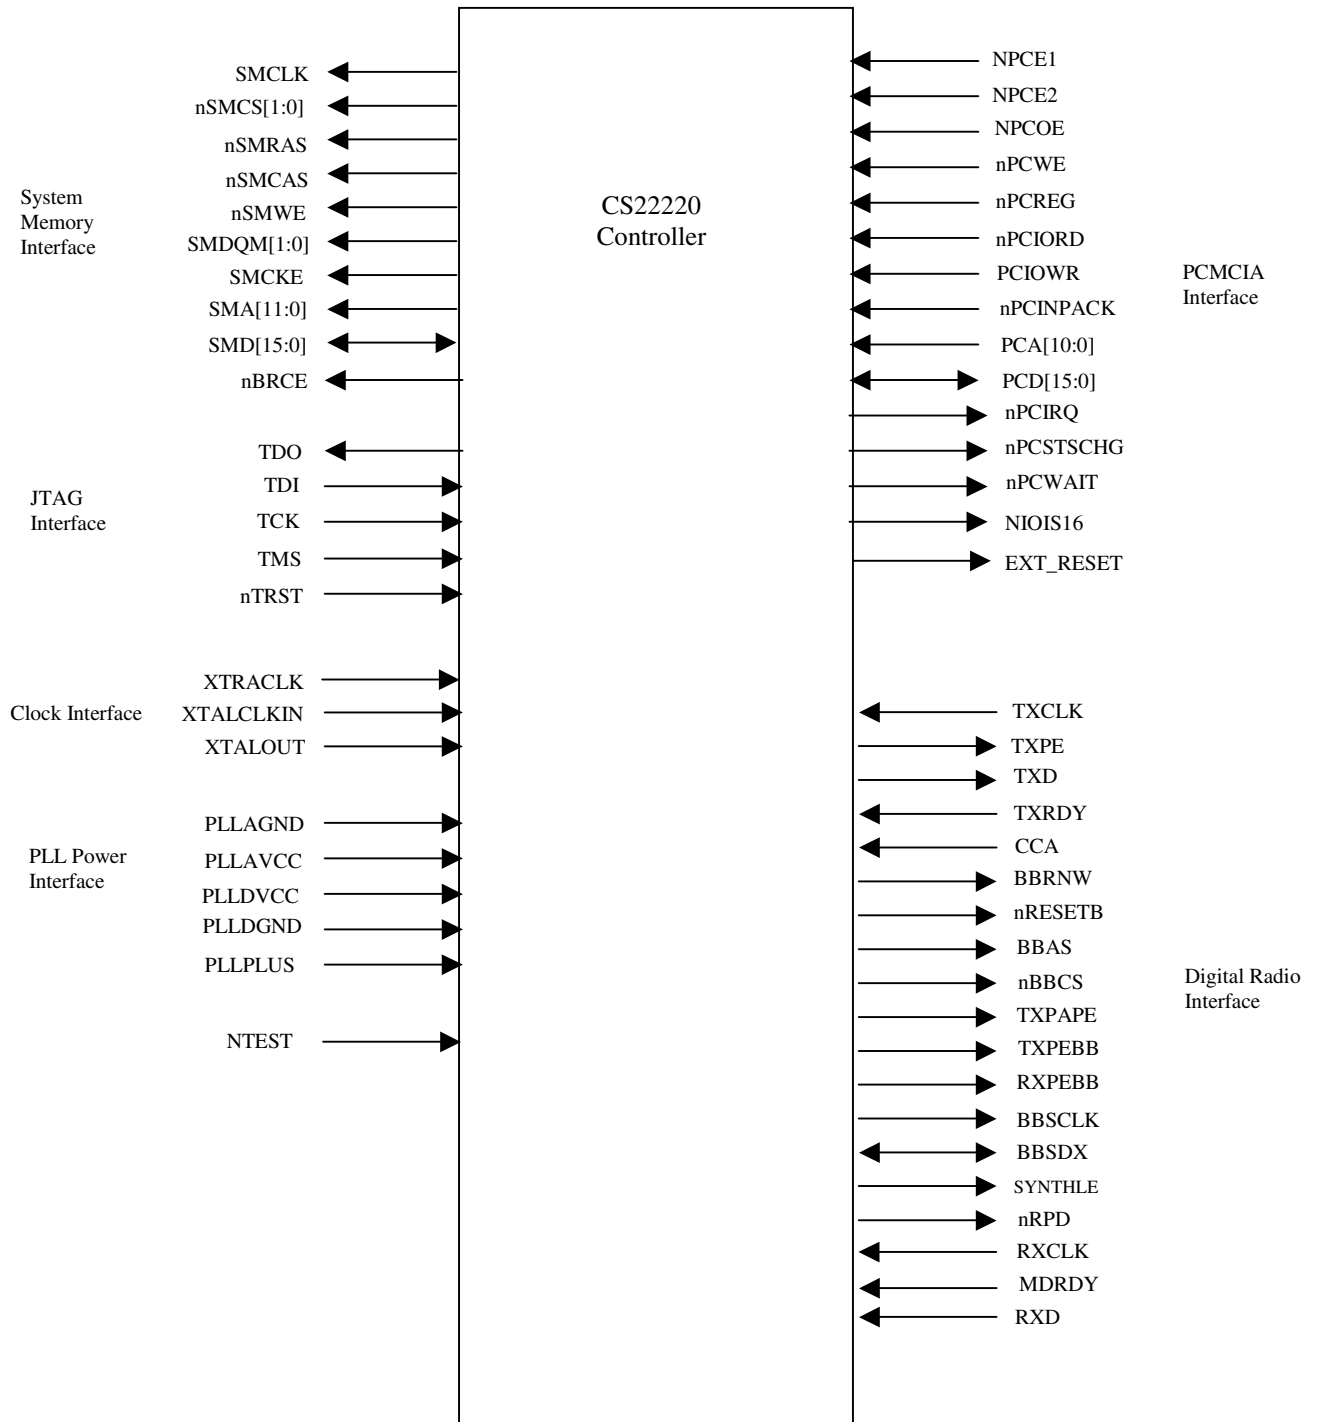 CS22220
Controller
System
Memory
Interface
SMCLK
nSMCS[1:0]
nSMRAS
nSMCAS
nSMWE
SMDQM[1:0]
SMCKE
SMA[11:0]
SMD[15:0]
nBRCE
JTAG
Interface
TDO
TDI
TCK
TMS
nTRST
Clock Interface
XTRACLK
XTALCLKIN
XTALOUT
PLL Power
Interface
PLLAGND
PLLAVCC
PLLDVCC
PLLDGND
PLLPLUS
NTEST
NPCE1
NPCE2
NPCOE
nPCWE
nPCREG
nPCIORD
PCIOWR
nPCINPACK
PCA[10:0]
PCD[15:0]
nPCIRQ
nPCSTSCHG
nPCWAIT
NIOIS16
EXT_RESET
PCMCIA
Interface
TXCLK
TXPE
TXD
TXRDY
CCA
BBRNW
nRESETB
BBAS
nBBCS
TXPAPE
TXPEBB
RXPEBB
BBSCLK
BBSDX
SYNTHLE
nRPD
RXCLK
MDRDY
RXD
Digital Radio
Interface